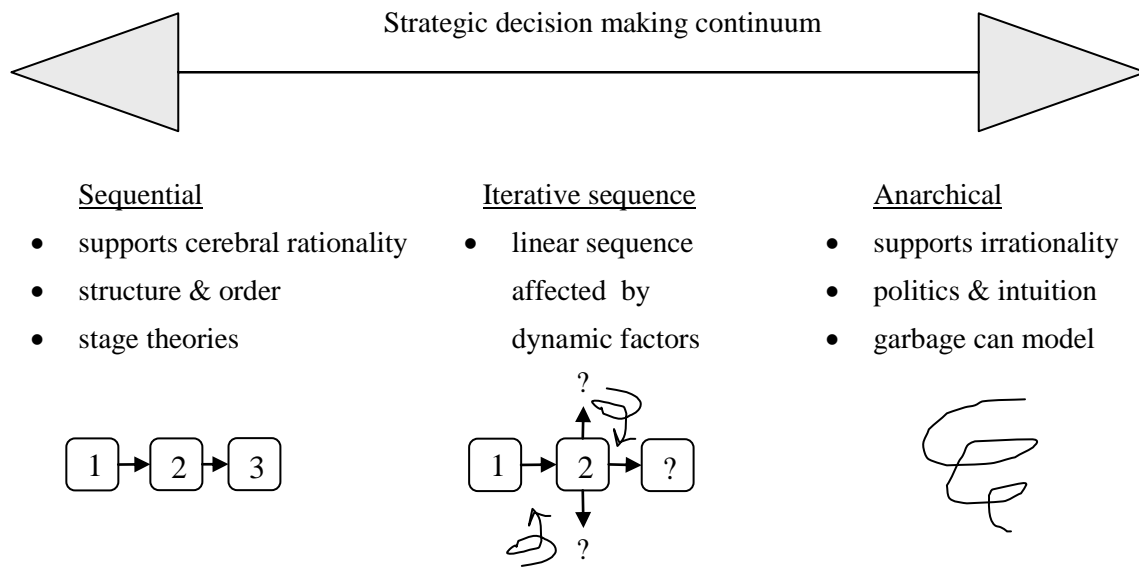 Strategic decision making continuum
Sequential
• supports cerebral rationality
• structure & order
• stage theories
1 2 3
Iterative sequence
• linear sequence
affected by
dynamic factors
?
1 2 ?
?
Anarchical
• supports irrationality
• politics & intuition
• garbage can model